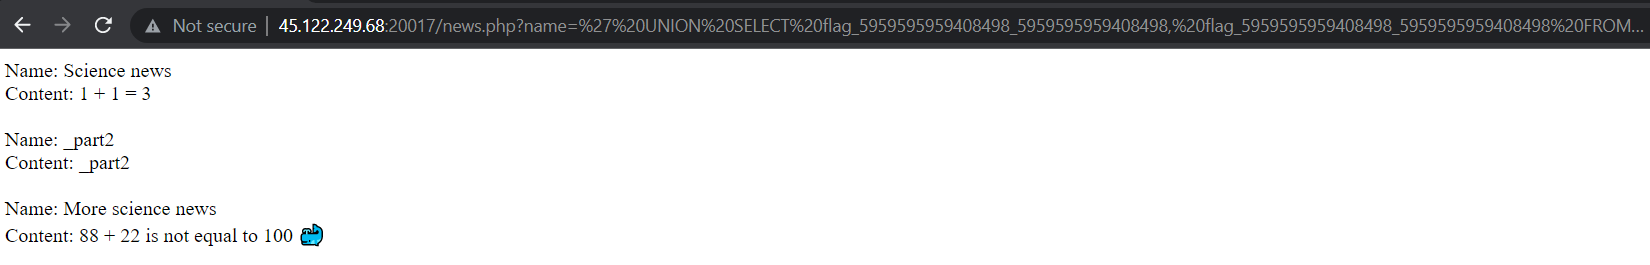 Not secure | 45.122.249.68:20017/news.php?name=%27%20UNION%20SELECT%20flag_5959595959408498_5959595959408498,%20flag_5959595959408498_5959595959408498%20FROM...
Name: Science news
Content: 1 + 1 = 3
Name: _part2
Content: _part2
Name: More science news
Content: 88 + 22 is not equal to 100